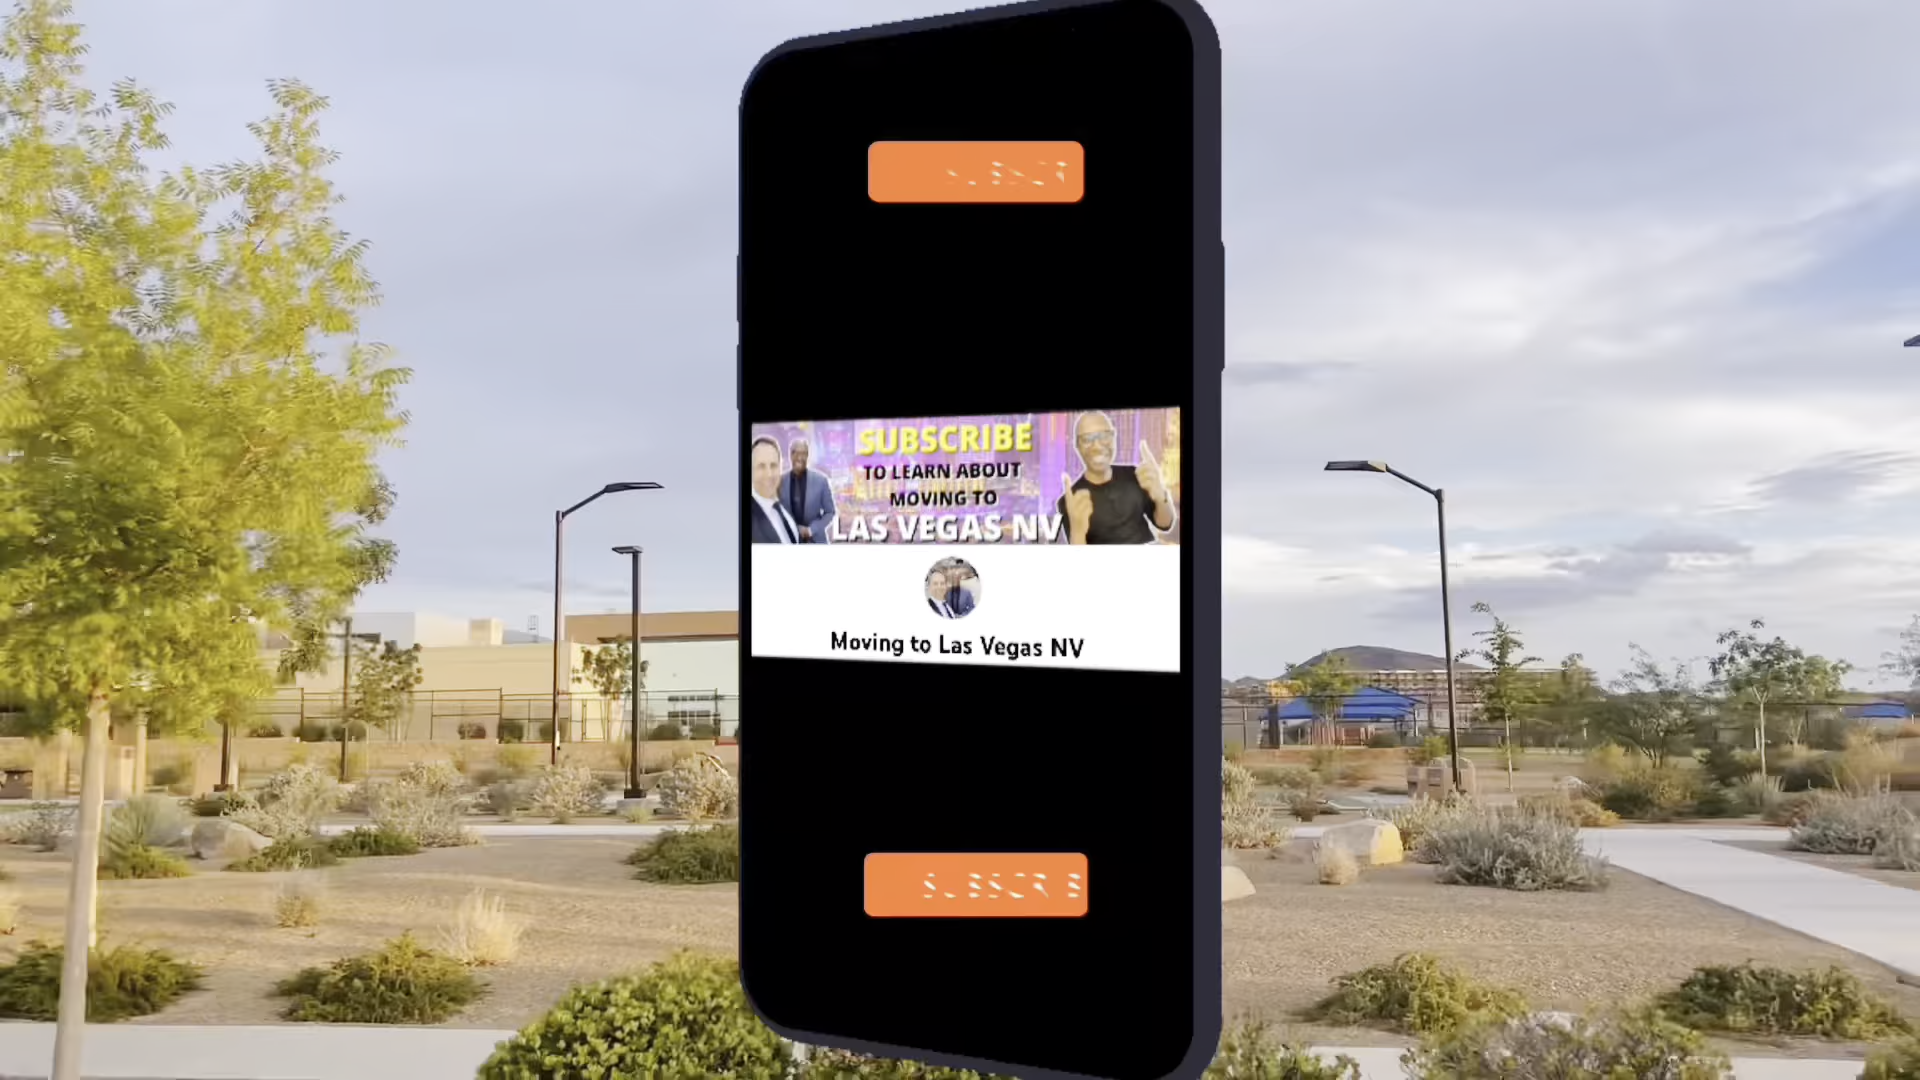 SUBSCRIBE
TO LEARN ABOUT
MOVING TO
LAS VEGAS NV
Moving to Las Vegas NV